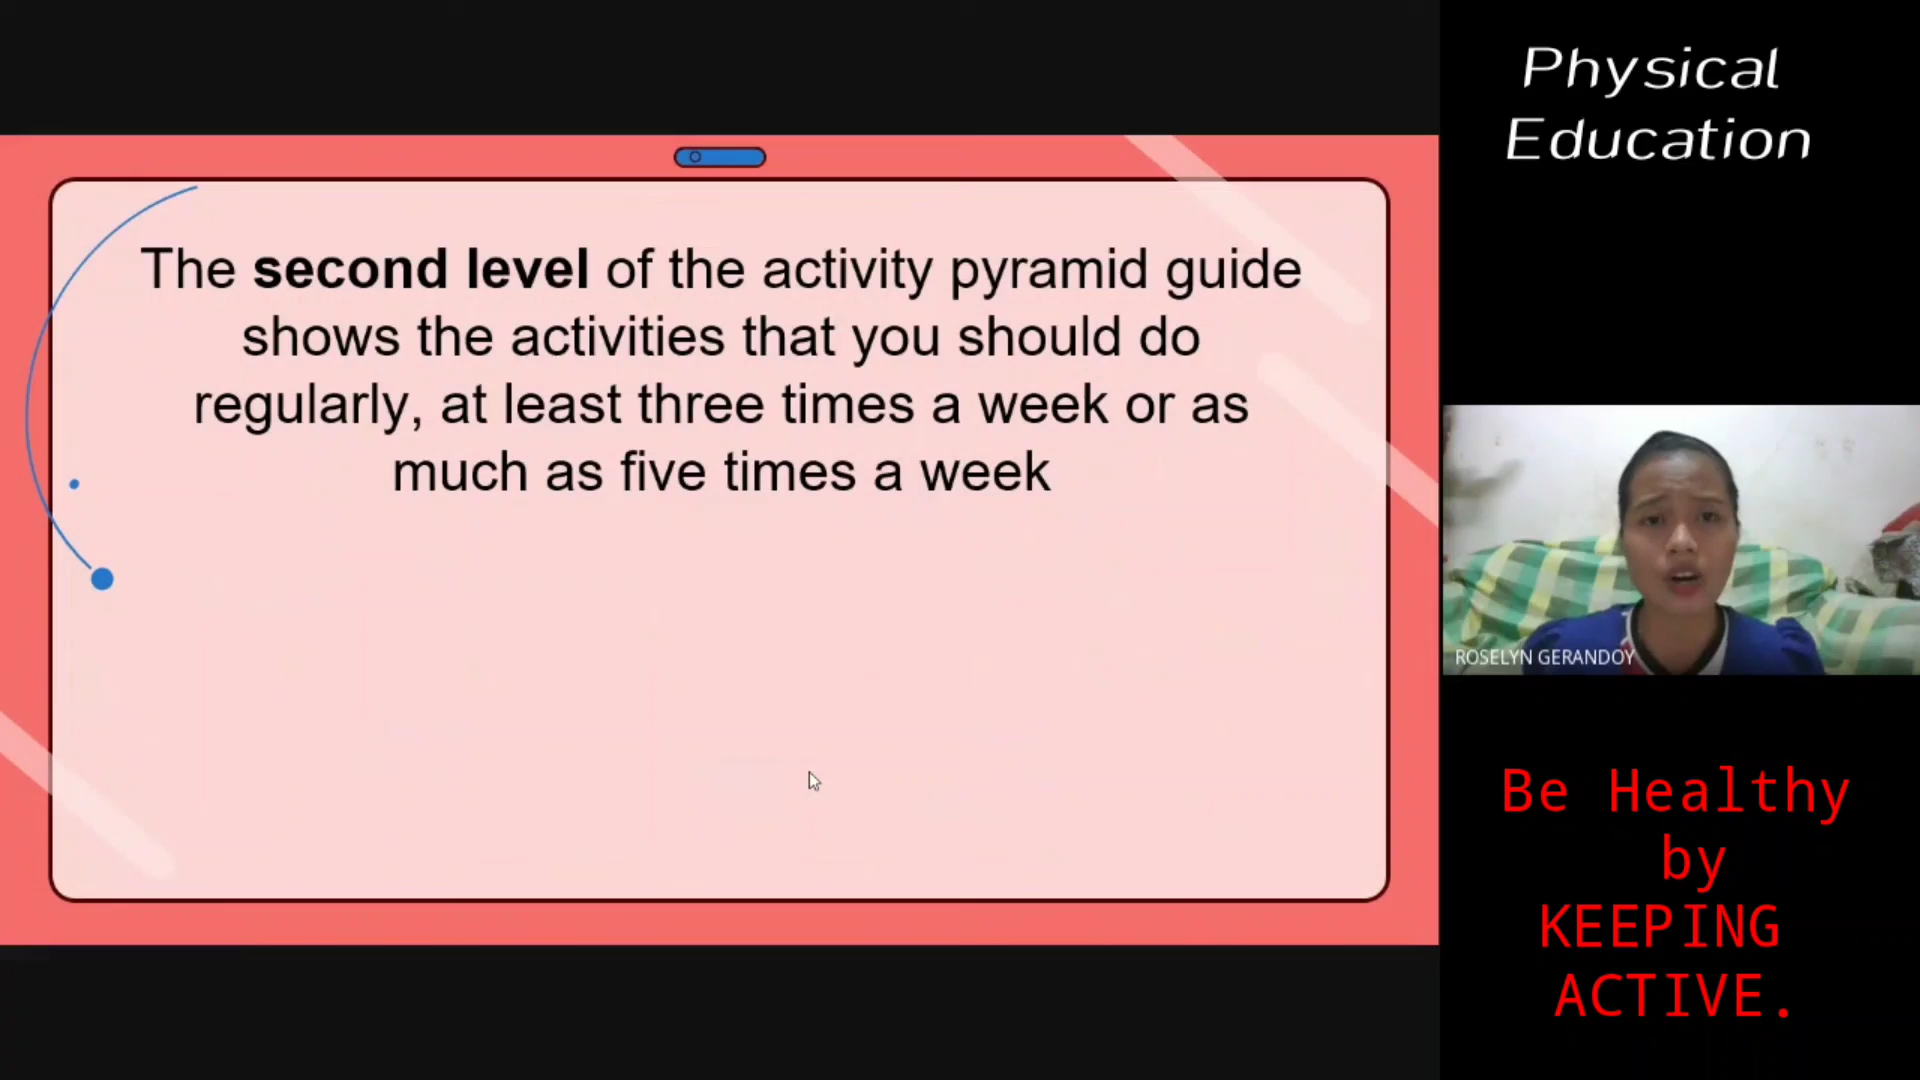 Physical
Education
The second level of the activity pyramid guide
shows the activities that you should do
regularly, at least three times a week or as
much as five times a week
ROSELYN GERANDOY
Be Healthy
by
KEEPING
ACTIVE.